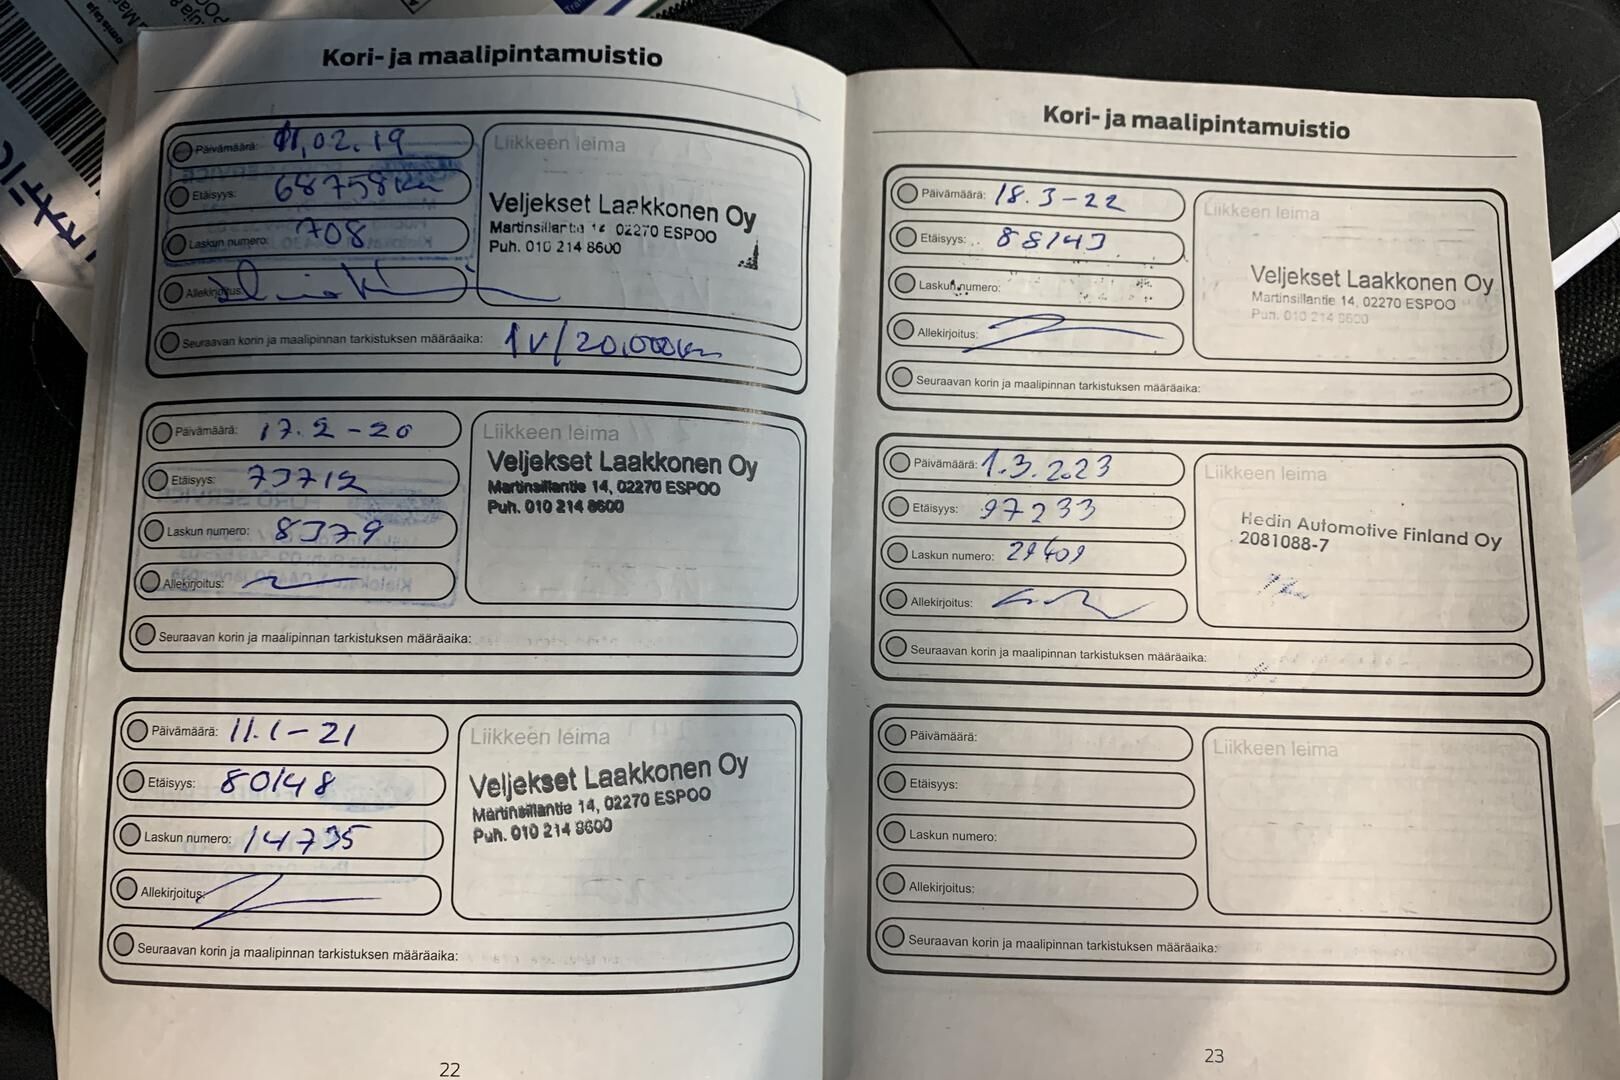 Kori- ja maalipintamuistio
Päivämäärä: 11.02.19
Etäisyys: 68758km
Laskun numero: 708
Allekirjoitus:
Liikkeen leima
Veljekset Laakkonen Oy
Martinsillantie 14 02270 ESPOO
Puh. 010 214 8600
Seuraavan korin ja maalipinnan tarkistuksen määräaika: 1v/20.000km
Päivämäärä: 17.2-20
Etäisyys: 73712
Laskun numero: 8379
Allekirjoitus:
Liikkeen leima
Veljekset Laakkonen Oy
Martinsillantie 14, 02270 ESPOO
Puh. 010 214 8600
Seuraavan korin ja maalipinnan tarkistuksen määräaika:
Päivämäärä: 11.1-21
Etäisyys: 80148
Laskun numero: 14735
Allekirjoitus:
Liikkeen leima
Veljekset Laakkonen Oy
Martinsillantie 14, 02270 ESPOO
Puh. 010 214 8600
Seuraavan korin ja maalipinnan tarkistuksen määräaika:
22
Kori- ja maalipintamuistio
Päivämäärä: 18.3-22
Etäisyys: 88143
Laskun numero:
Allekirjoitus:
Liikkeen leima
Veljekset Laakkonen Oy
Martinsillantie 14, 02270 ESPOO
Puh. 010 214 8600
Seuraavan korin ja maalipinnan tarkistuksen määräaika:
Päivämäärä: 1.3.2023
Etäisyys: 97233
Laskun numero: 29409
Allekirjoitus:
Liikkeen leima
Hedin Automotive Finland Oy
2081088-7
Seuraavan korin ja maalipinnan tarkistuksen määräaika:
Päivämäärä:
Etäisyys:
Laskun numero:
Allekirjoitus:
Liikkeen leima
Seuraavan korin ja maalipinnan tarkistuksen määräaika:
23